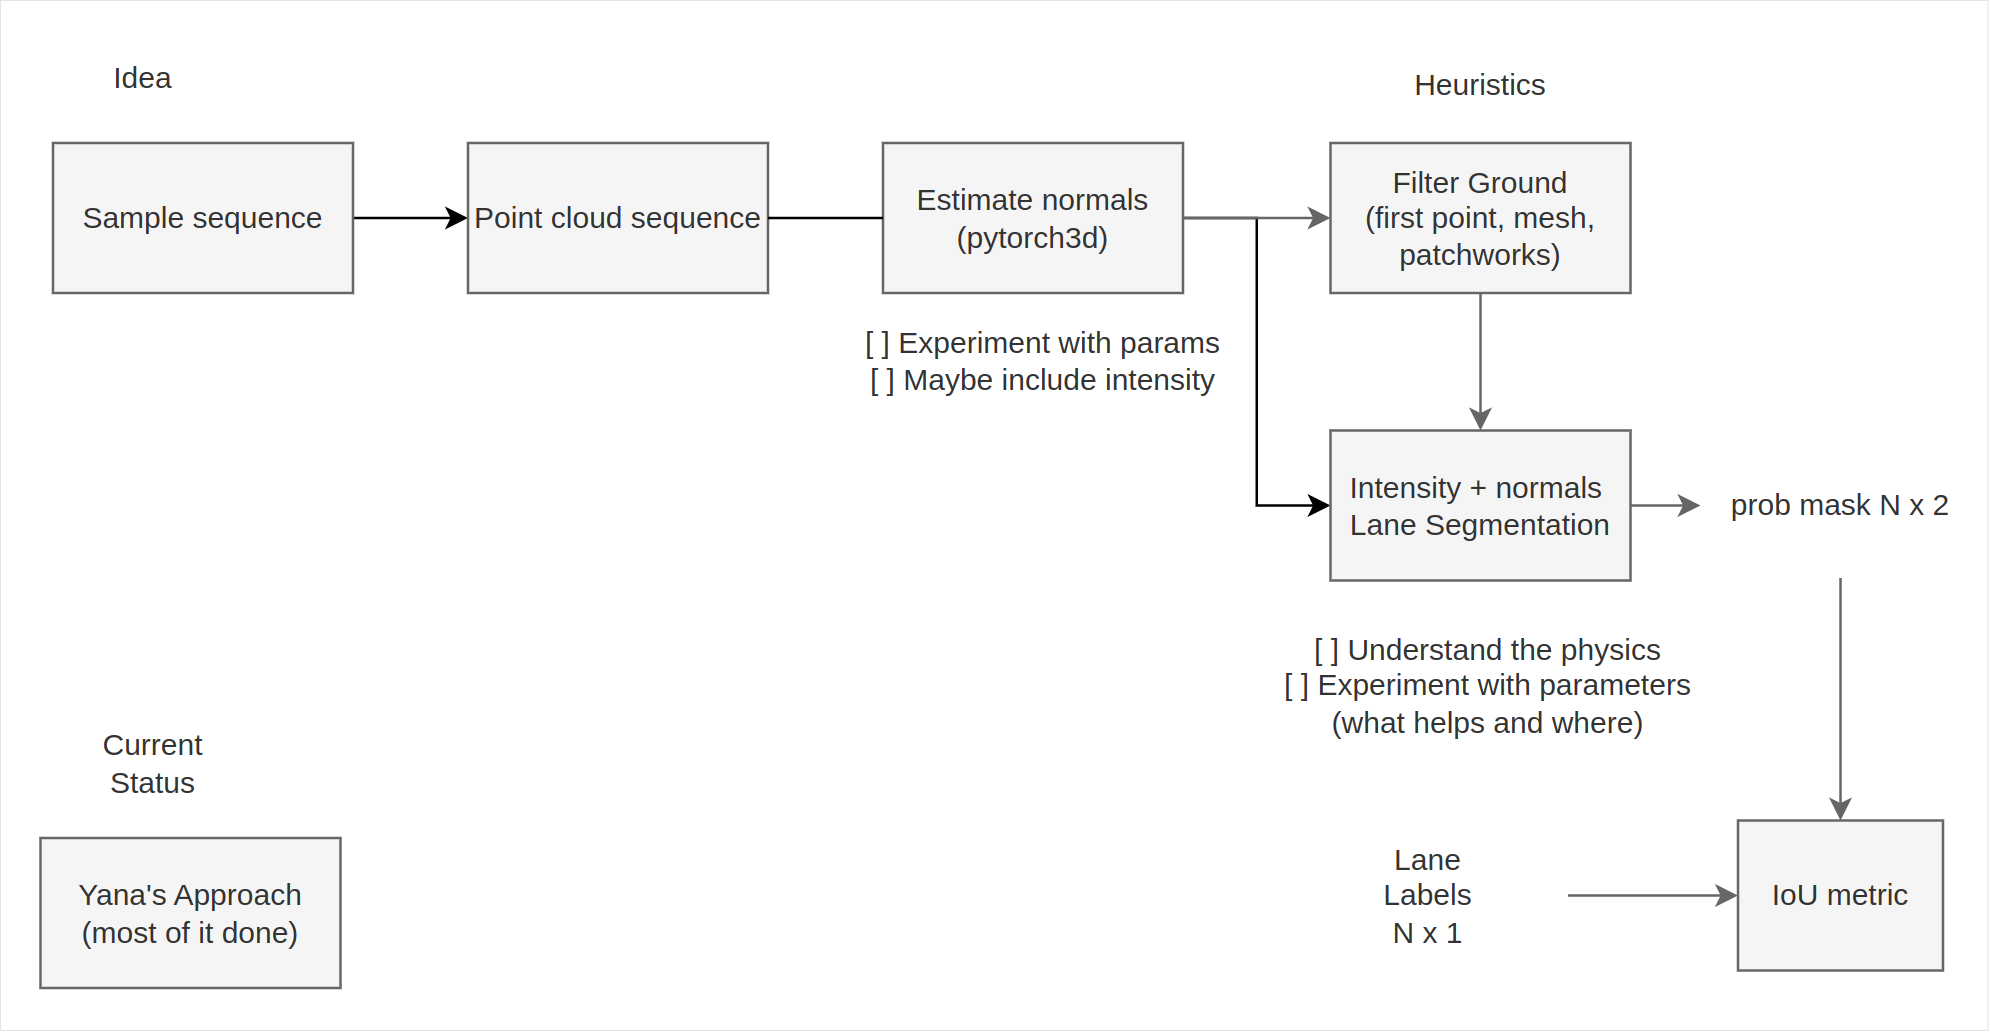 Idea
Heuristics
Sample sequence
Point cloud sequence
Estimate normals
(pytorch3d)
Filter Ground
(first point, mesh,
patchworks)
[ ] Experiment with params
[ ] Maybe include intensity
Intensity + normals
Lane Segmentation
prob mask N x 2
[ ] Understand the physics
[ ] Experiment with parameters
(what helps and where)
Current
Status
Yana's Approach
(most of it done)
Lane
Labels
N x 1
IoU metric